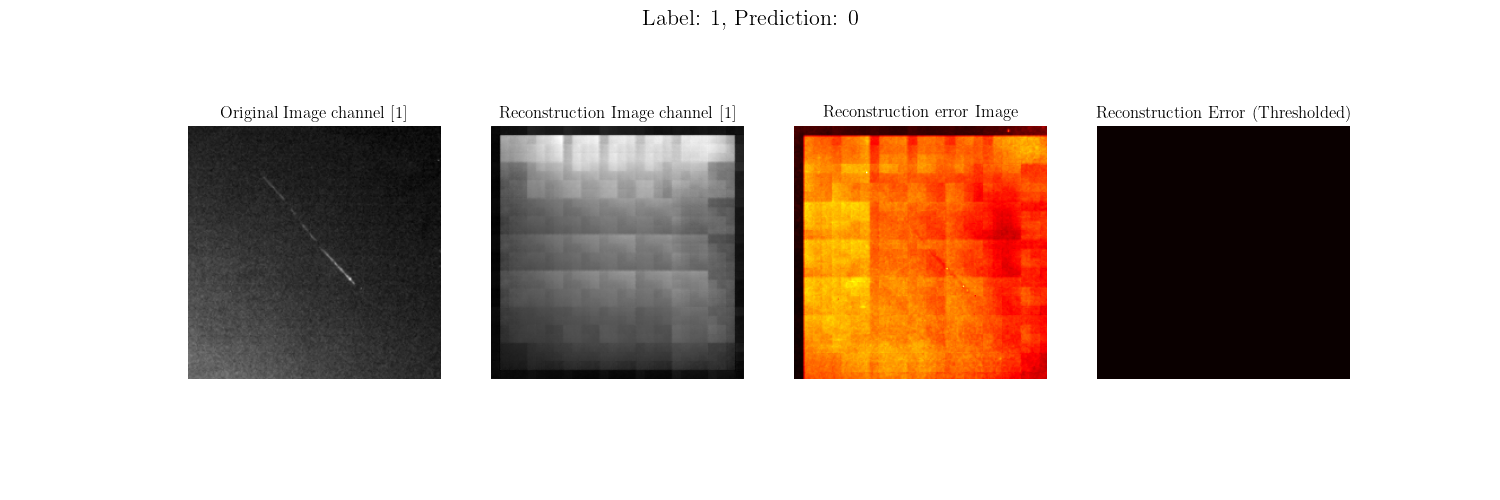 Label: 1, Prediction: 0
Original Image channel [1]
Reconstruction Image channel [1]
Reconstruction error Image
Reconstruction Error (Thresholded)